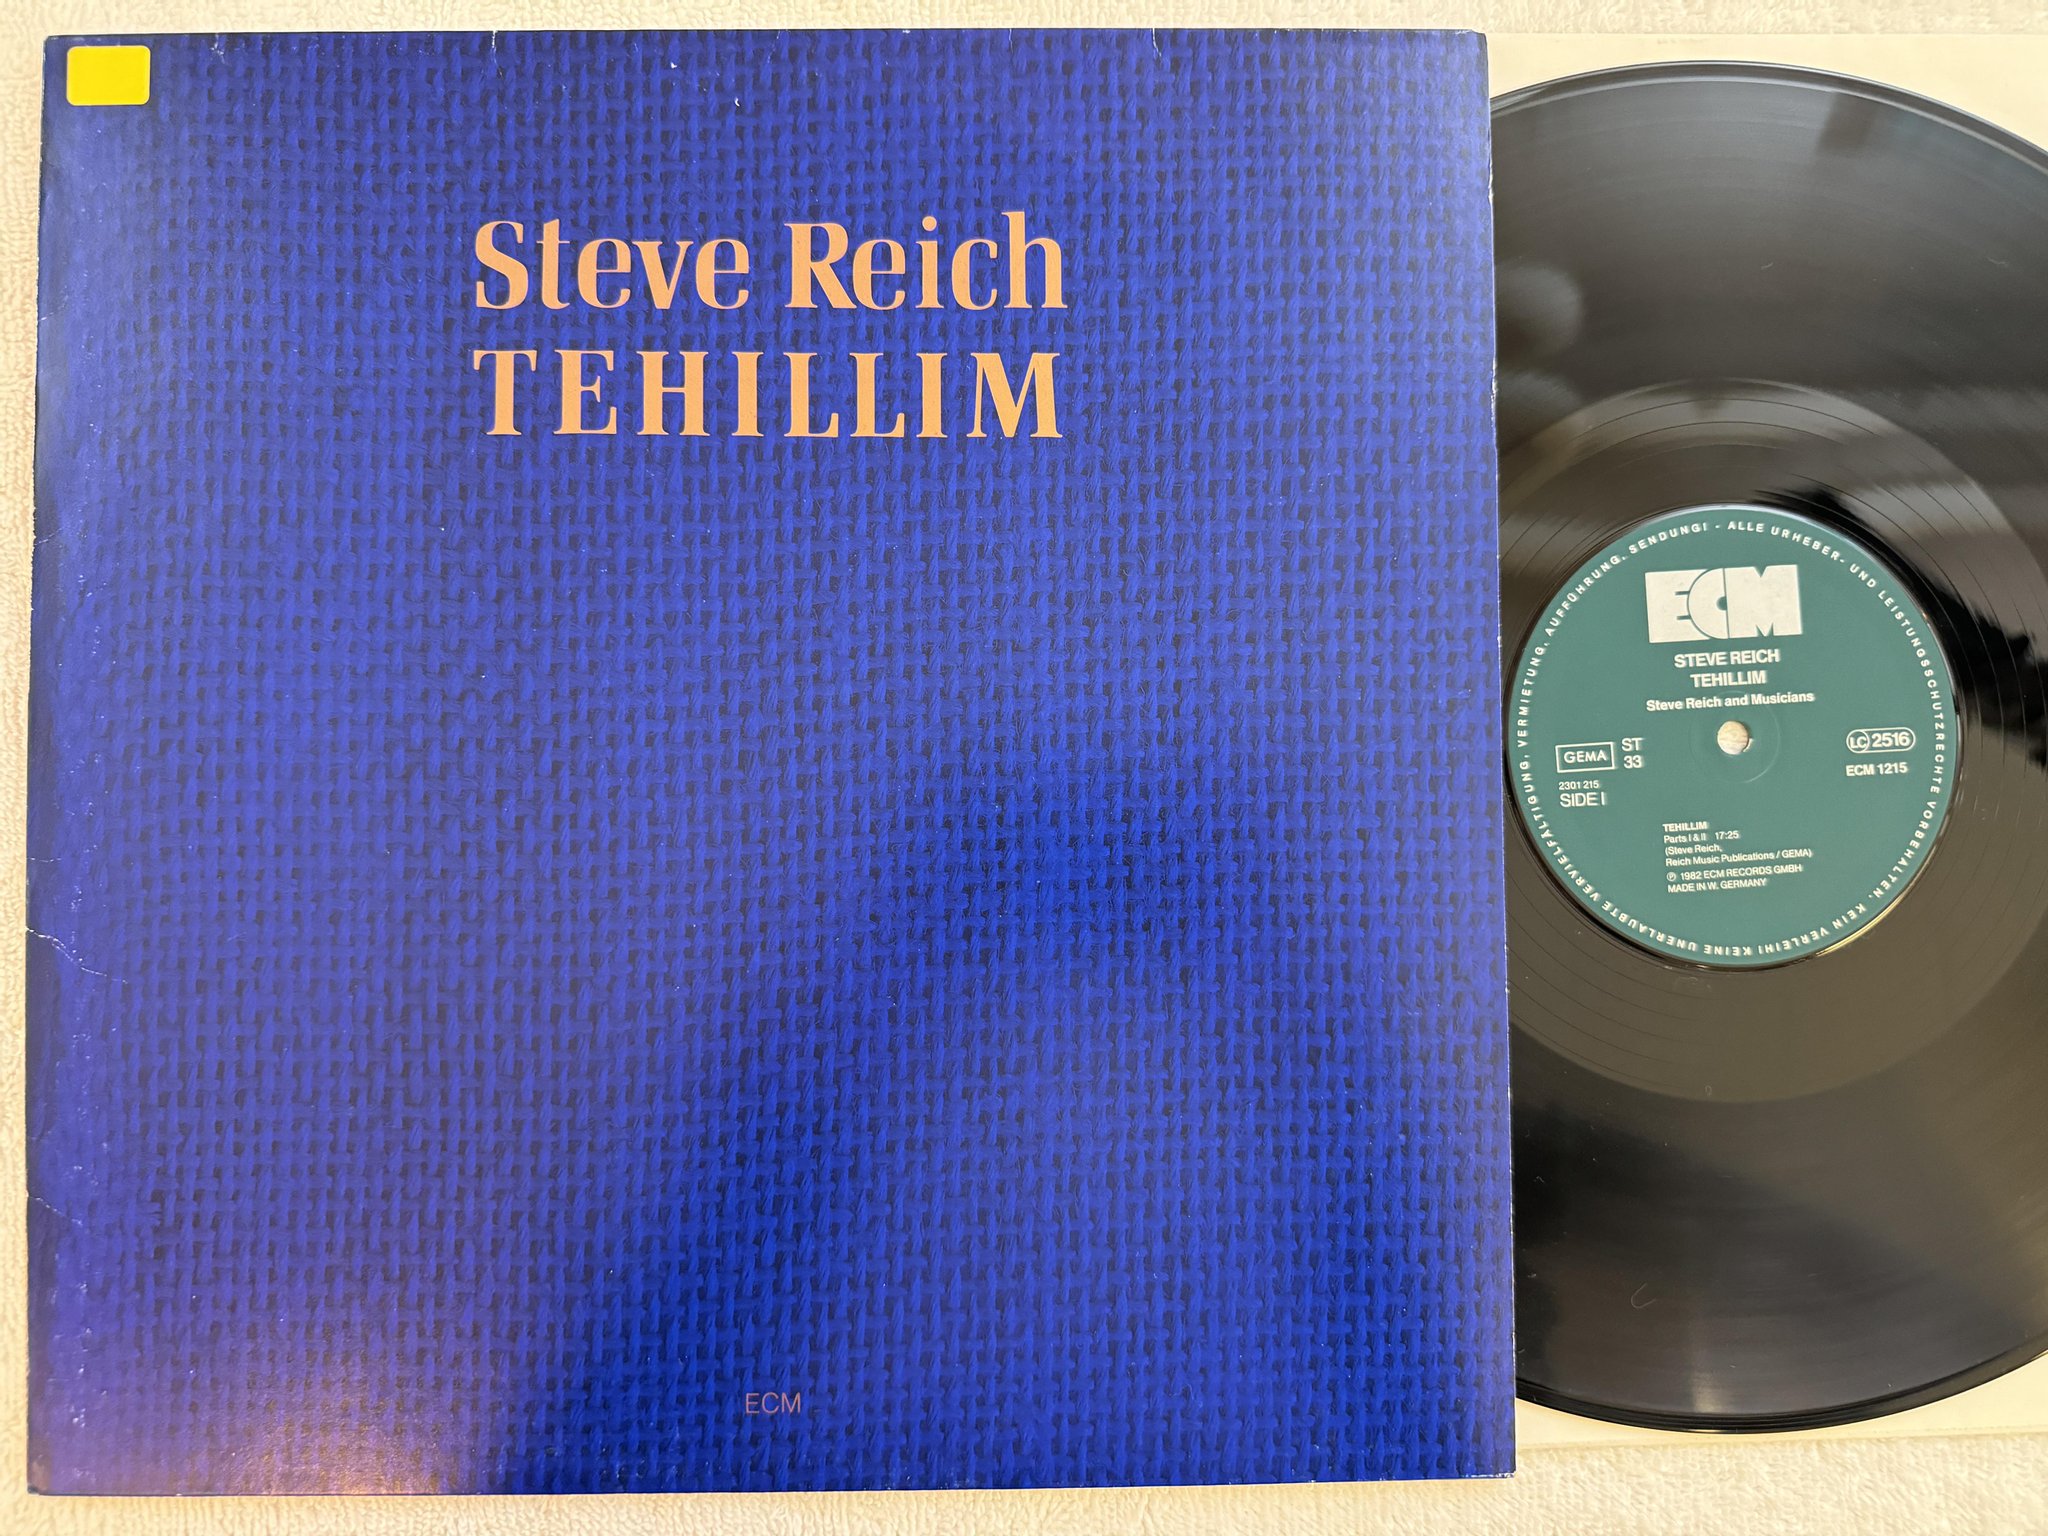 Steve Reich
TEHILLIM
ECM
ECM
STEVE REICH
TEHILLIM
Steve Reich and Musicians
GEMA
ST
33
2301 215
SIDE I
LC 2516
ECM 1215
TEHILLIM
Parts I & II 17:25
(Steve Reich,
Reich Music Publications / GEMA)
℗ 1982 ECM RECORDS GMBH
MADE IN W. GERMANY
ALLE URHEBER- UND LEISTUNGSSCHUTZRECHTE VORBEHALTEN. KEIN VERLEIH! KEINE UNERLAUBTE VERVIELFÄLTIGUNG, VERMIETUNG, AUFFÜHRUNG, SENDUNG! -